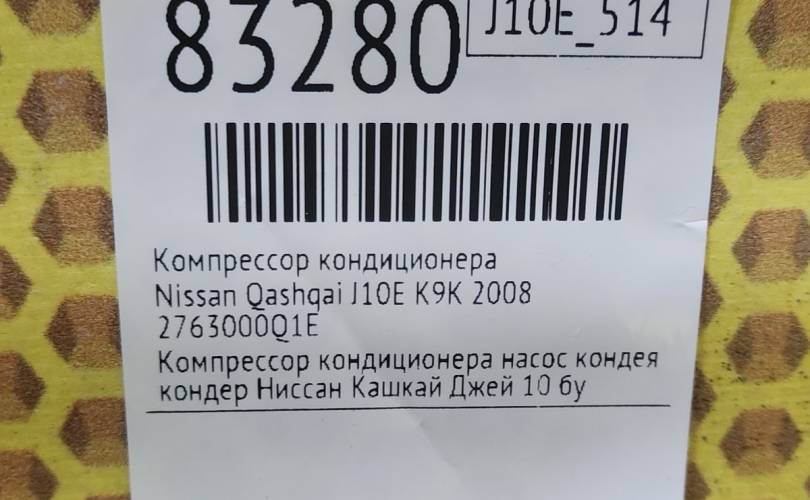 83280
J10E_514
Компрессор кондиционера
Nissan Qashqai J10E K9K 2008
2763000Q1E
Компрессор кондиционера насос кондея
кондер Ниссан Кашкай Джей 10 бу